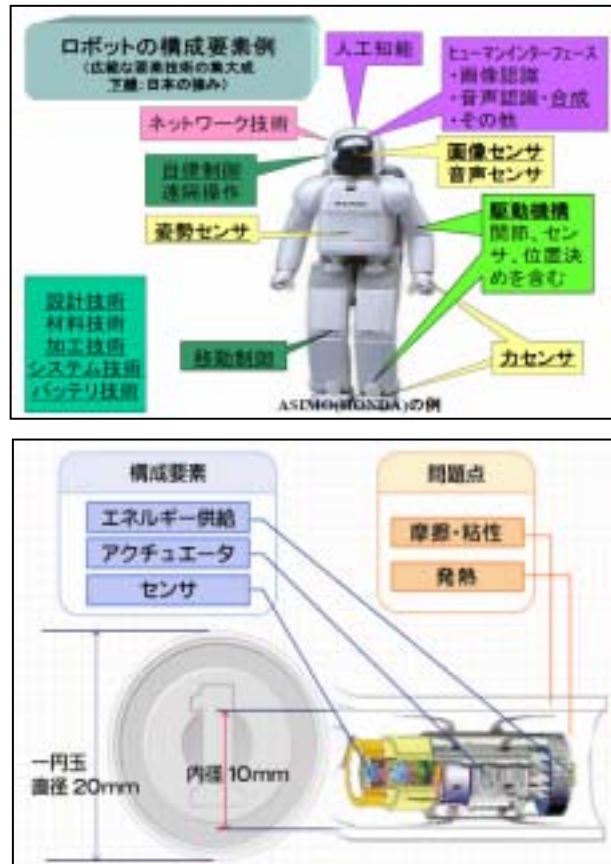 ロボットの構成要素例
(広範な要素技術の集大成
下線:日本の強み)
人工知能
ヒューマンインターフェース
・画像認識
・音声認識・合成
・その他
ネットワーク技術
自律制御
遠隔操作
画像センサ
音声センサ
姿勢センサ
駆動機構
関節、セン
サ、位置決
めを含む
設計技術
材料技術
加工技術
システム技術
バッテリ技術
移動制御
力センサ
ASIMO(HONDA)の例
構成要素
エネルギー供給
アクチュエータ
センサ
問題点
摩擦・粘性
発熱
1
一円玉
直径20mm
内径10mm